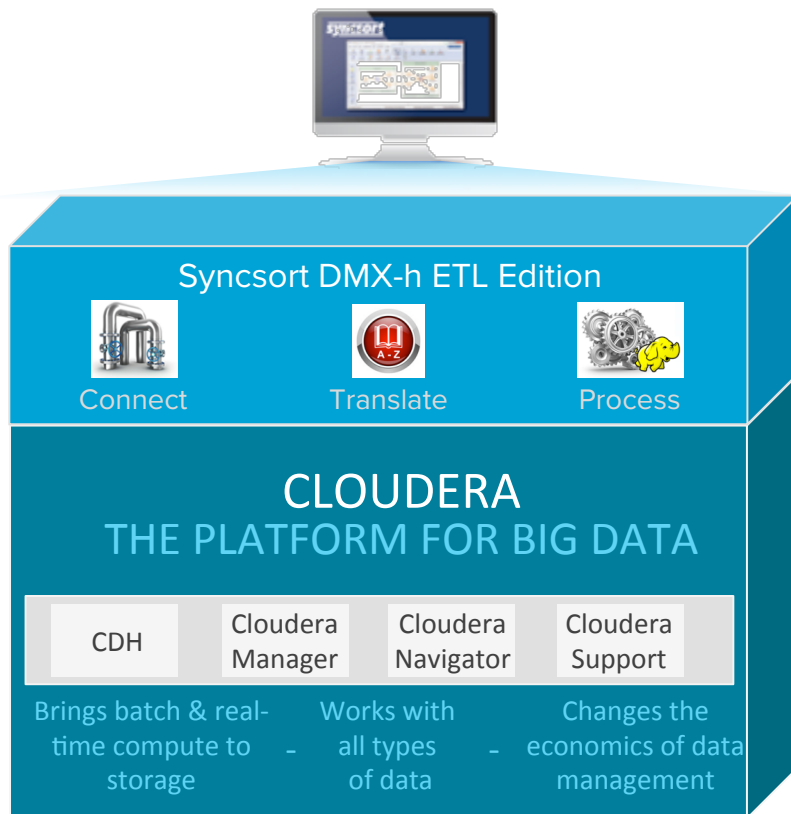 syncsort
Syncsort DMX-h ETL Edition
A - Z
Connect
Translate
Process
CLOUDERA
THE PLATFORM FOR BIG DATA
CDH
Cloudera
Manager
Cloudera
Navigator
Cloudera
Support
Brings batch & real-
time compute to
storage
-
Works with
all types
of data
-
Changes the
economics of data
management